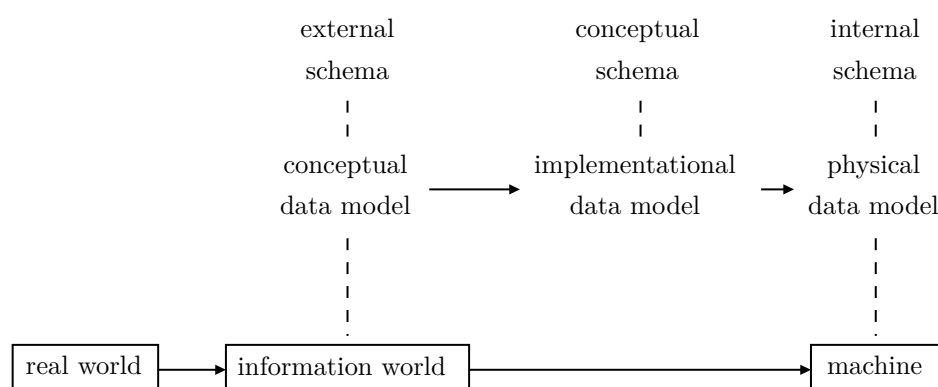 external
schema
conceptual
schema
internal
schema
conceptual
data model
implementational
data model
physical
data model
real world
information world
machine